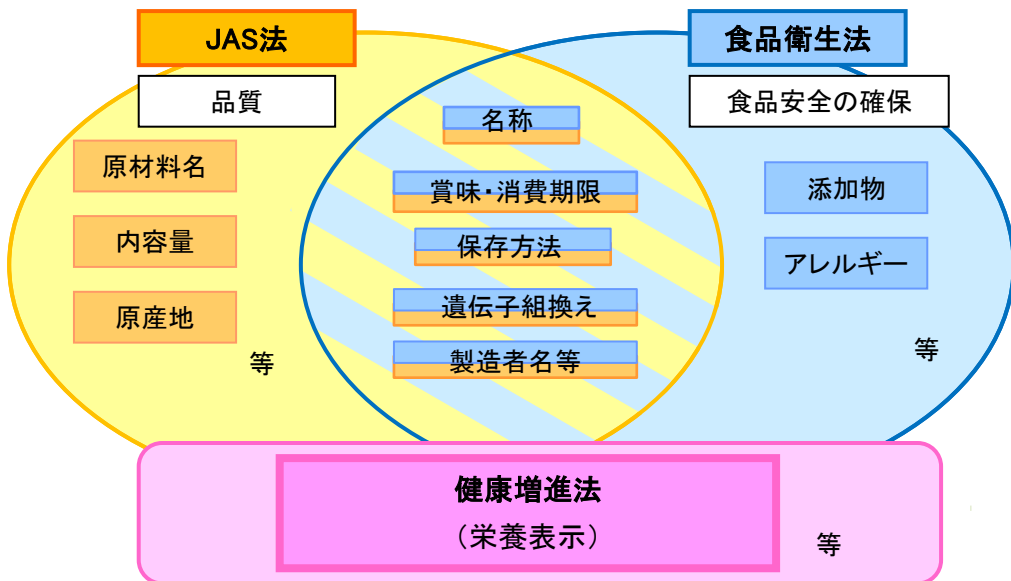 JAS法
品質
原材料名
内容量
原産地
等
名称
賞味・消費期限
保存方法
遺伝子組換え
製造者名等
食品衛生法
食品安全の確保
添加物
アレルギー
等
健康増進法
（栄養表示）
等